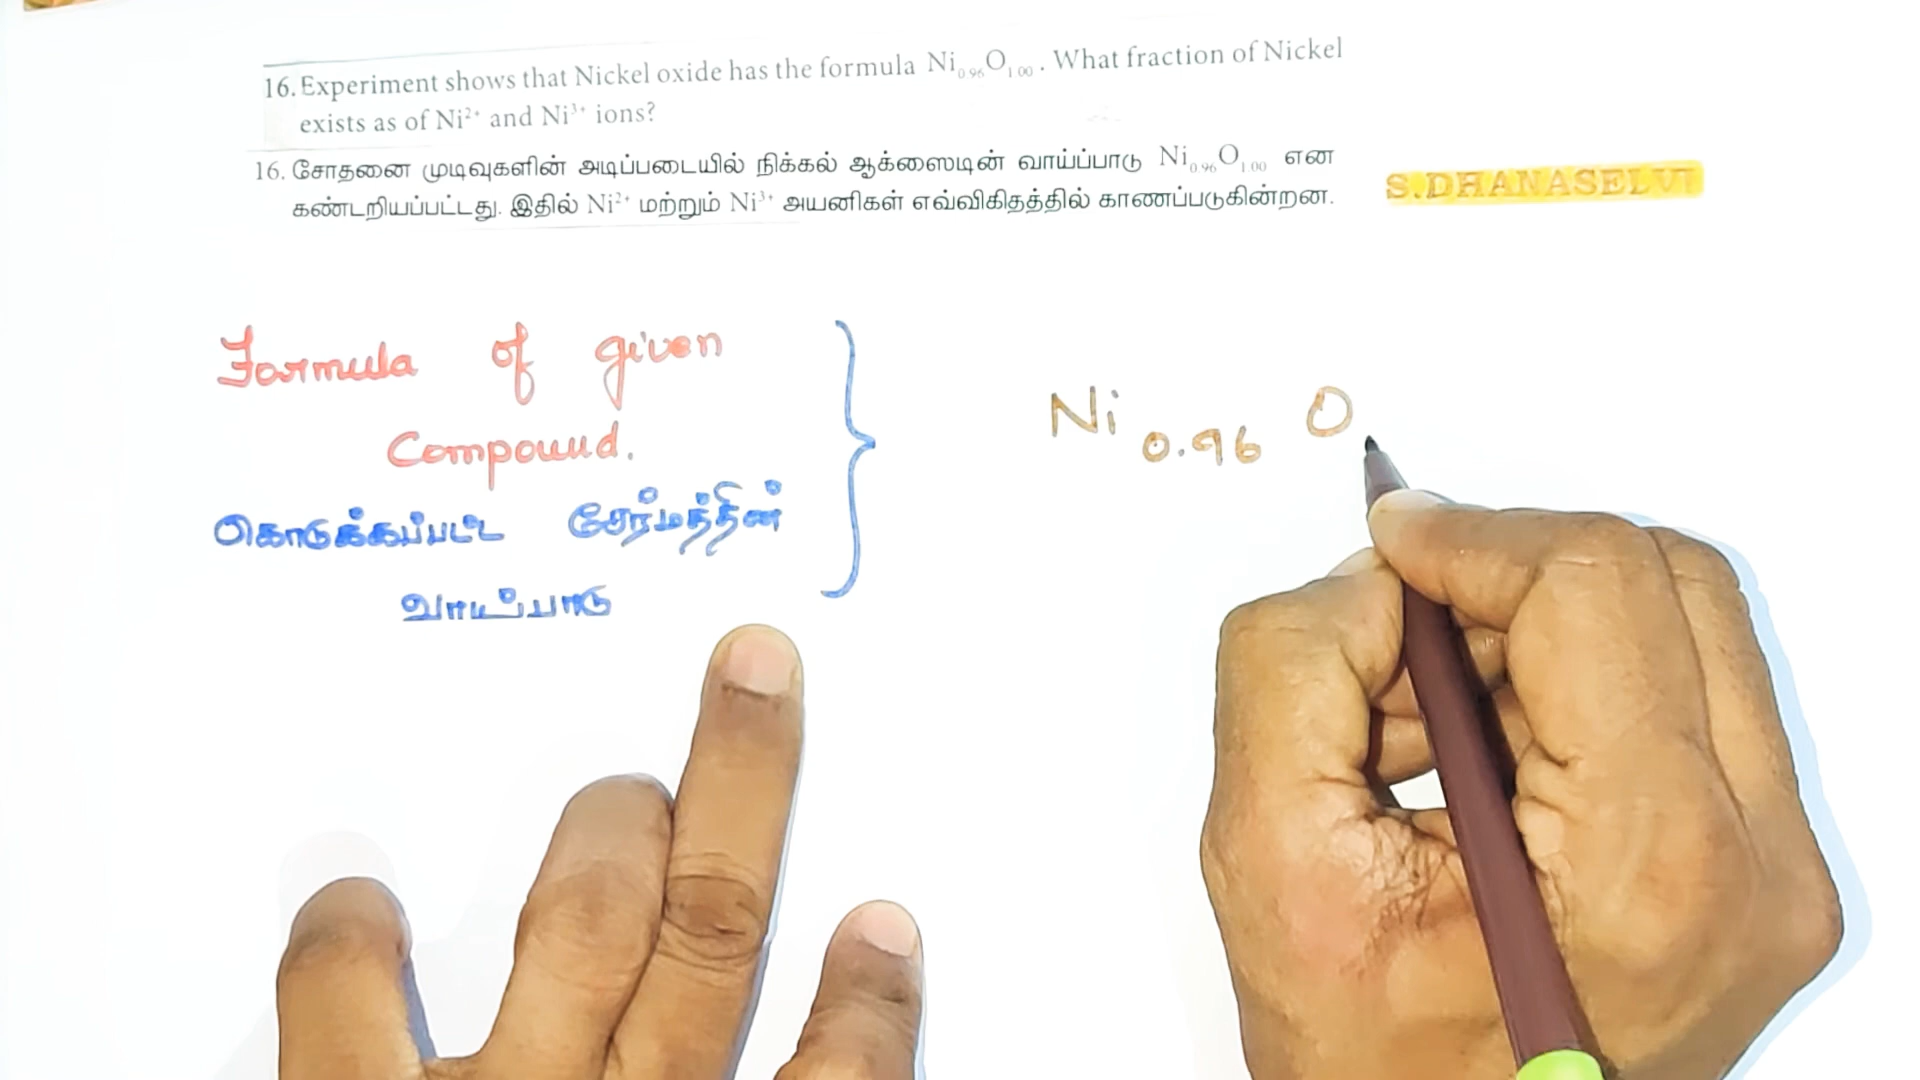 16. Experiment shows that Nickel oxide has the formula Ni₀.₉₆O₁.₀₀. What fraction of Nickel
exists as of Ni²⁺ and Ni³⁺ ions?
16. சோதனை முடிவுகளின் அடிப்படையில் நிக்கல் ஆக்ஸைடின் வாய்ப்பாடு Ni₀.₉₆O₁.₀₀ என
கண்டறியப்பட்டது. இதில் Ni²⁺ மற்றும் Ni³⁺ அயனிகள் எவ்விகிதத்தில் காணப்படுகின்றன.
S.DHANASELVI
Formula of given
Compound.
கொடுக்கப்பட்ட சேர்மத்தின்
வாய்ப்பாடு
Ni 0.96 O